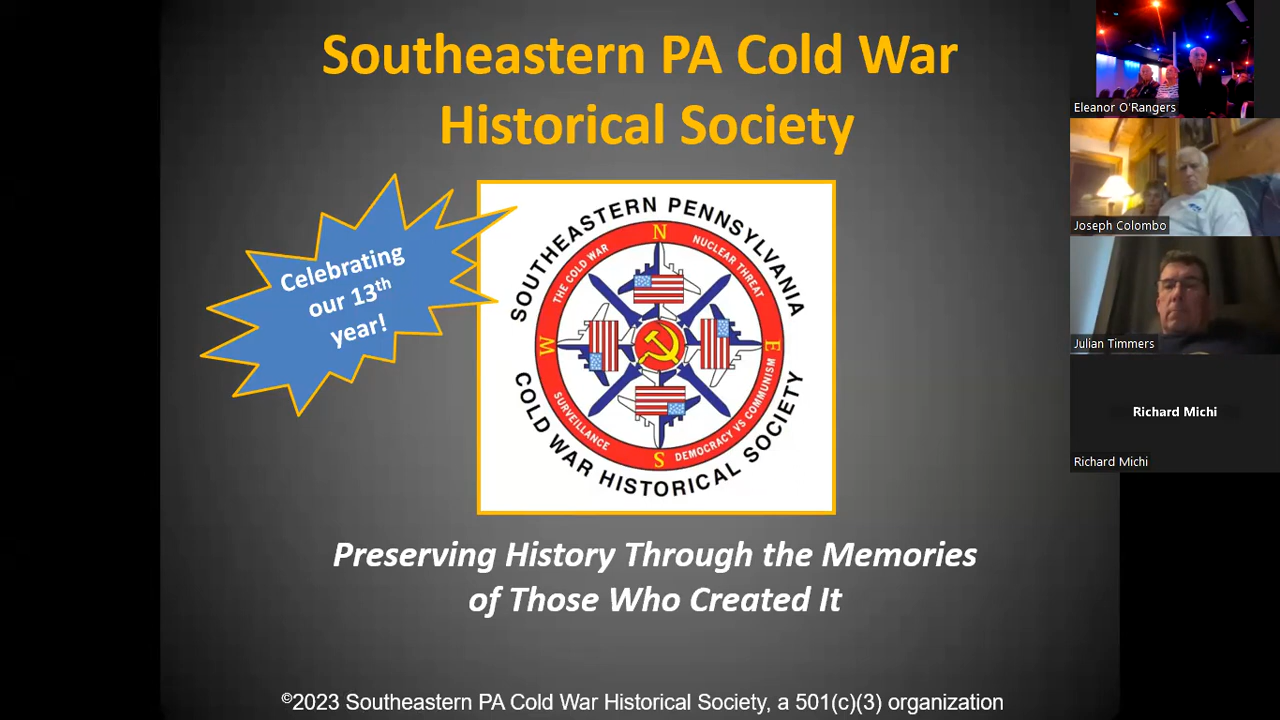 Southeastern PA Cold War
Historical Society
Celebrating
our 13th
year!
SOUTHEASTERN PENNSYLVANIA
THE COLD WAR
N
NUCLEAR THREAT
W
E
SURVEILLANCE
S
DEMOCRACY VS COMMUNISM
COLD WAR HISTORICAL SOCIETY
Preserving History Through the Memories
of Those Who Created It
©2023 Southeastern PA Cold War Historical Society, a 501(c)(3) organization
Eleanor O'Rangers
Joseph Colombo
Julian Timmers
Richard Michi
Richard Michi